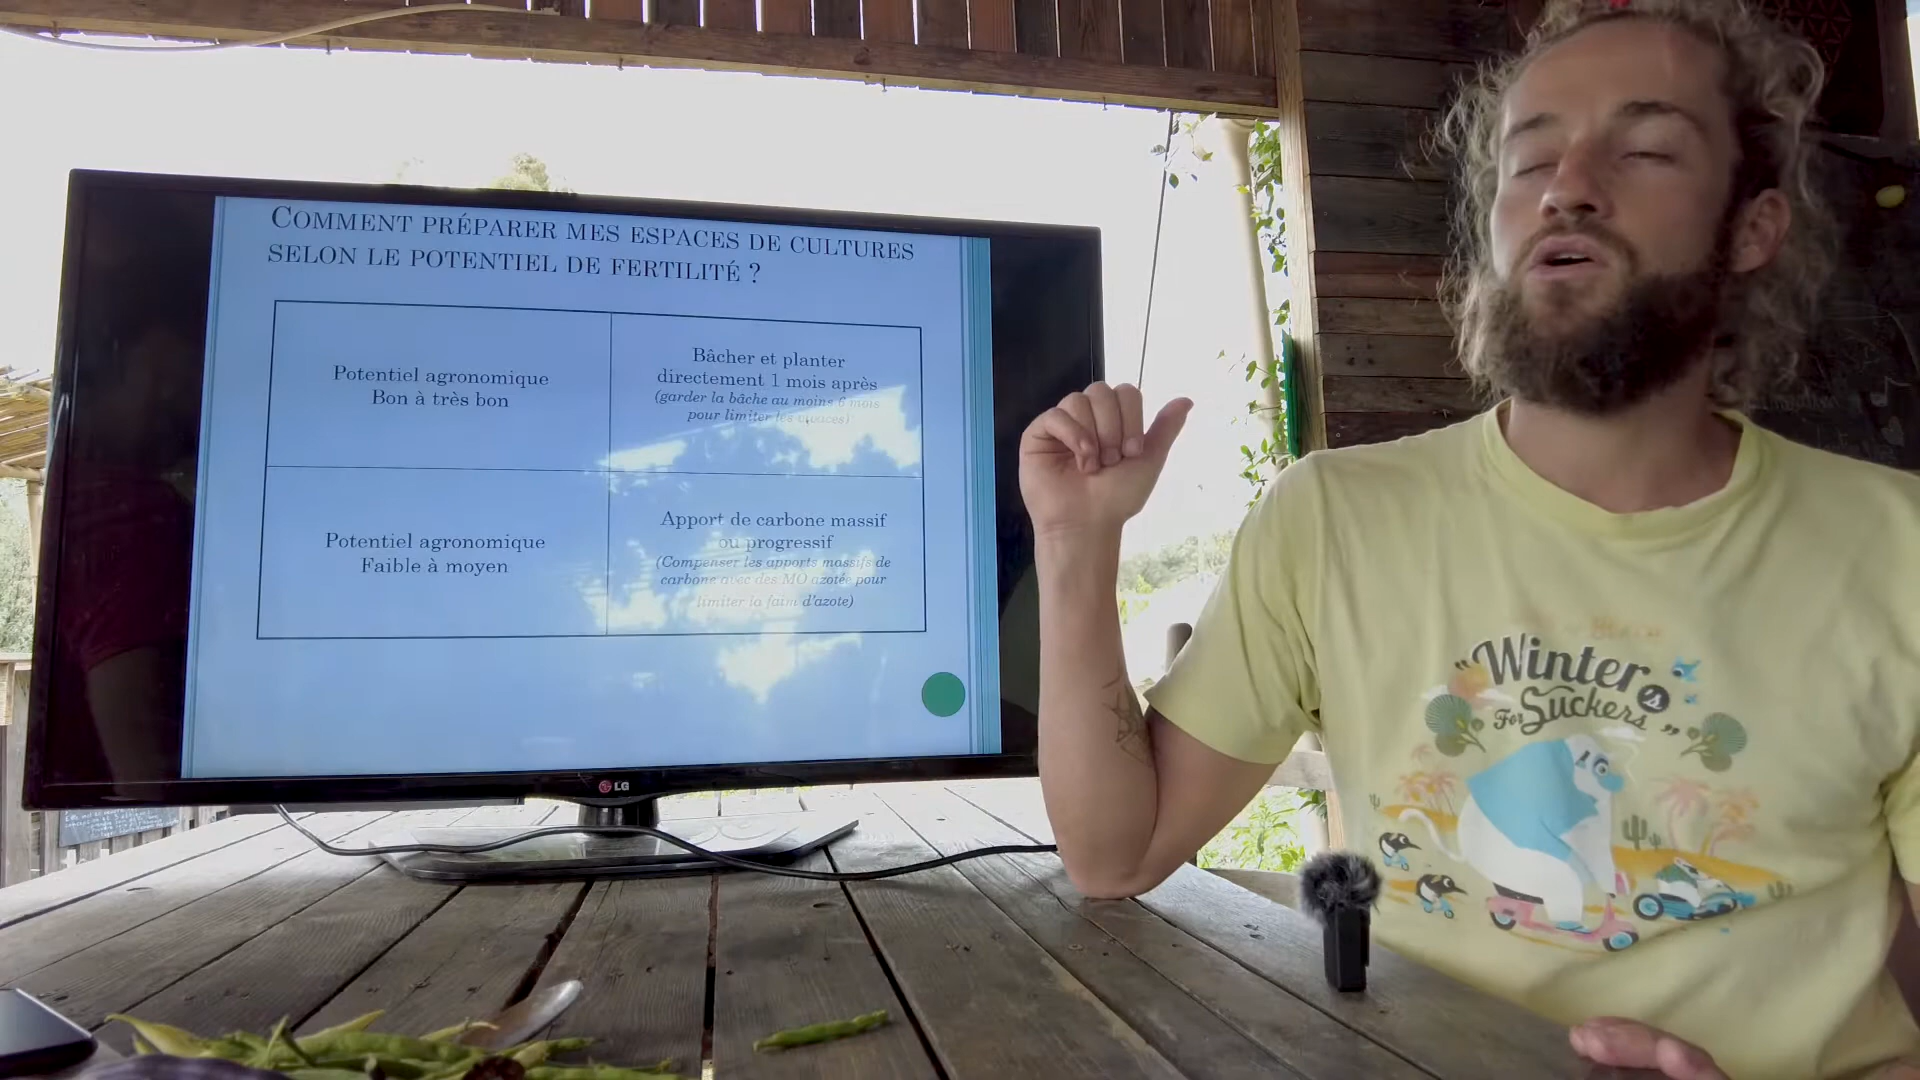 COMMENT PRÉPARER MES ESPACES DE CULTURES
SELON LE POTENTIEL DE FERTILITÉ ?
Potentiel agronomique
Bon à très bon
Bâcher et planter
directement 1 mois après
(garder la bâche au moins 6 mois
pour limiter les
Potentiel agronomique
Faible à moyen
Apport de carbone massif
ou progressif
(Compenser les apports massifs de
carbone avec des MO azotée pour
limiter la faim d'azote)
LG
"Winter
is
For Suckers"